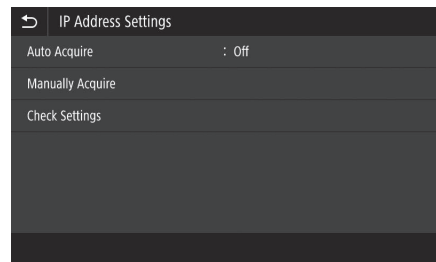 IP Address Settings
Auto Acquire : Off
Manually Acquire
Check Settings